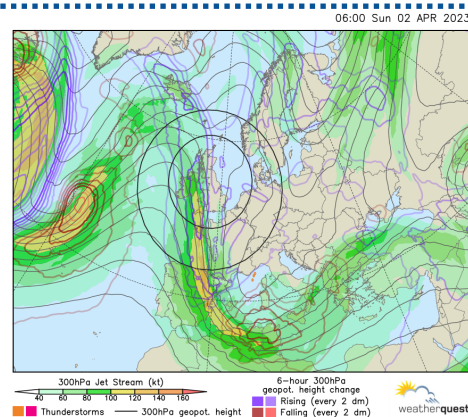 06:00 Sun 02 APR 2023
300hPa Jet Stream (kt)
40 60 80 100 120 140 160
Thunderstorms 300hPa geopot. height
6-hour 300hPa
geopot. height change
Rising (every 2 dm)
Falling (every 2 dm)
weatherquest